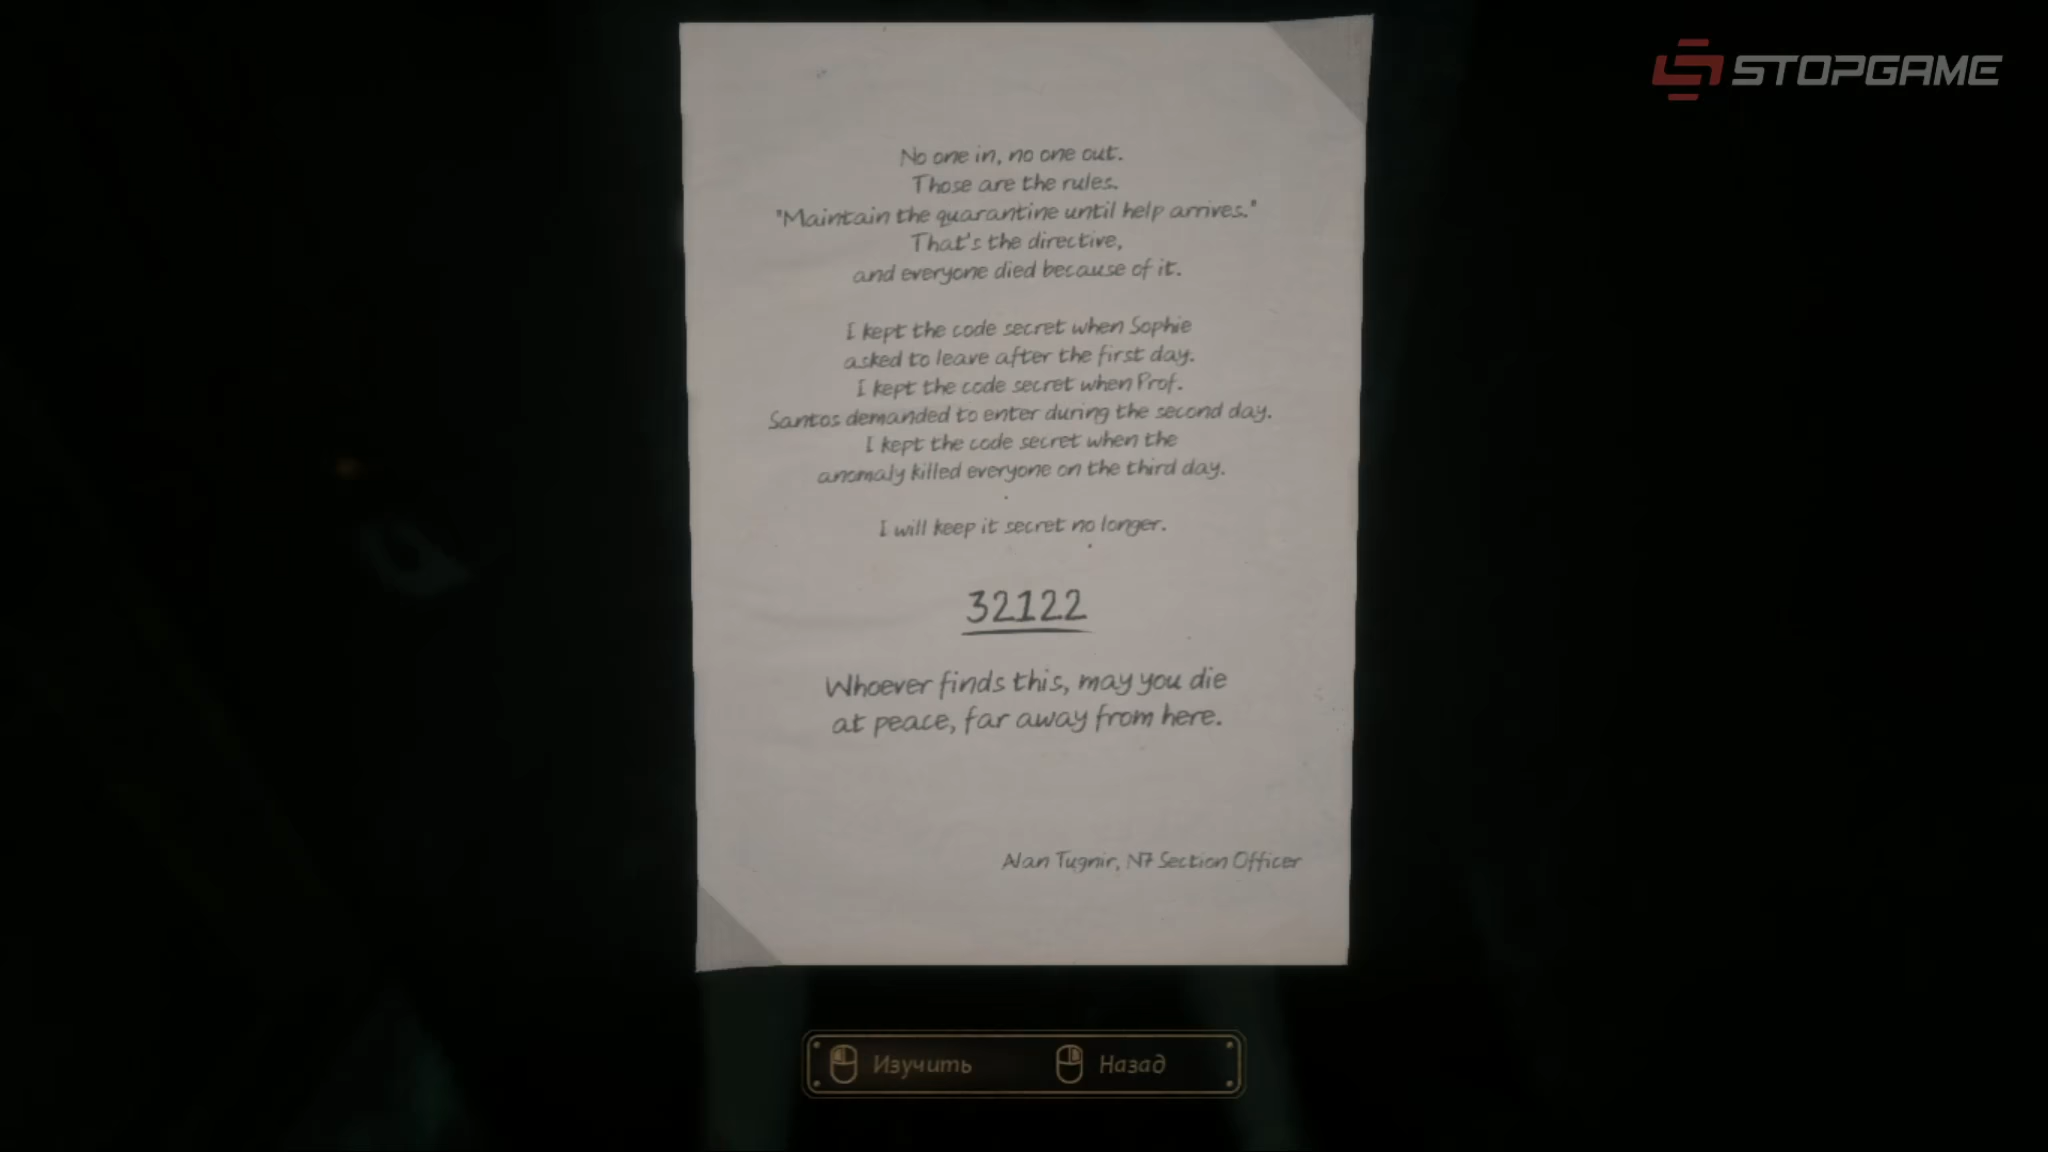 STOPGAME
No one in, no one out.
Those are the rules.
"Maintain the quarantine until help arrives."
That's the directive,
and everyone died because of it.
I kept the code secret when Sophie
asked to leave after the first day.
I kept the code secret when Prof.
Santos demanded to enter during the second day.
I kept the code secret when the
anomaly killed everyone on the third day.
I will keep it secret no longer.
32122
Whoever finds this, may you die
at peace, far away from here.
Alan Tugnir, N7 Section Officer
Изучить Назад